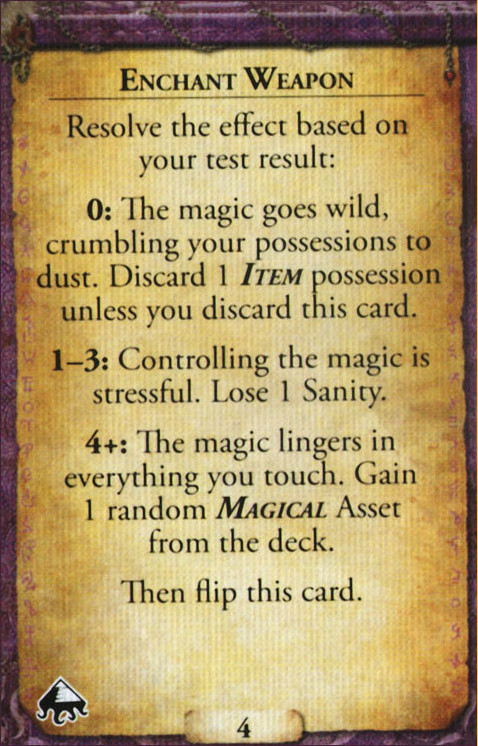 ENCHANT WEAPON
Resolve the effect based on
your test result:
0: The magic goes wild,
crumbling your possessions to
dust. Discard 1 ITEM possession
unless you discard this card.
1–3: Controlling the magic is
stressful. Lose 1 Sanity.
4+: The magic lingers in
everything you touch. Gain
1 random MAGICAL Asset
from the deck.
Then flip this card.
4